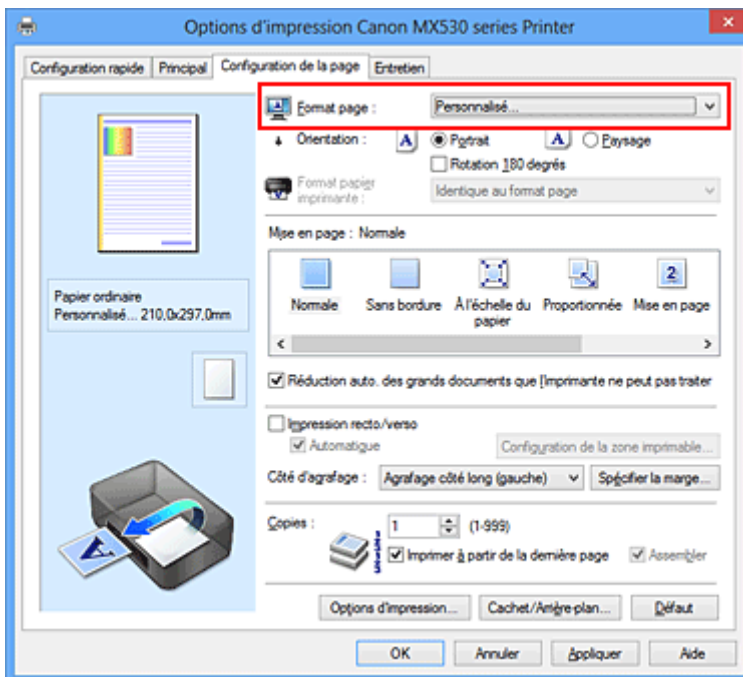 Options d'impression Canon MX530 series Printer
Configuration rapide Principal Configuration de la page Entretien
Format page : Personnalisé...
Orientation : A Portrait A Paysage
Rotation 180 degrés
Format papier imprimante : Identique au format page
Mise en page : Normale
2
Normale Sans bordure À l'échelle du papier Proportionnée Mise en page
Papier ordinaire
Personnalisé... 210,0x297,0mm
Réduction auto. des grands documents que l'imprimante ne peut pas traiter
Impression recto/verso
Automatique Configuration de la zone imprimable...
Côté d'agrafage : Agrafage côté long (gauche) Spécifier la marge...
Copies : 1 (1-999)
Imprimer à partir de la dernière page Assembler
A
Options d'impression... Cachet/Arrière-plan... Défaut
OK Annuler Appliquer Aide